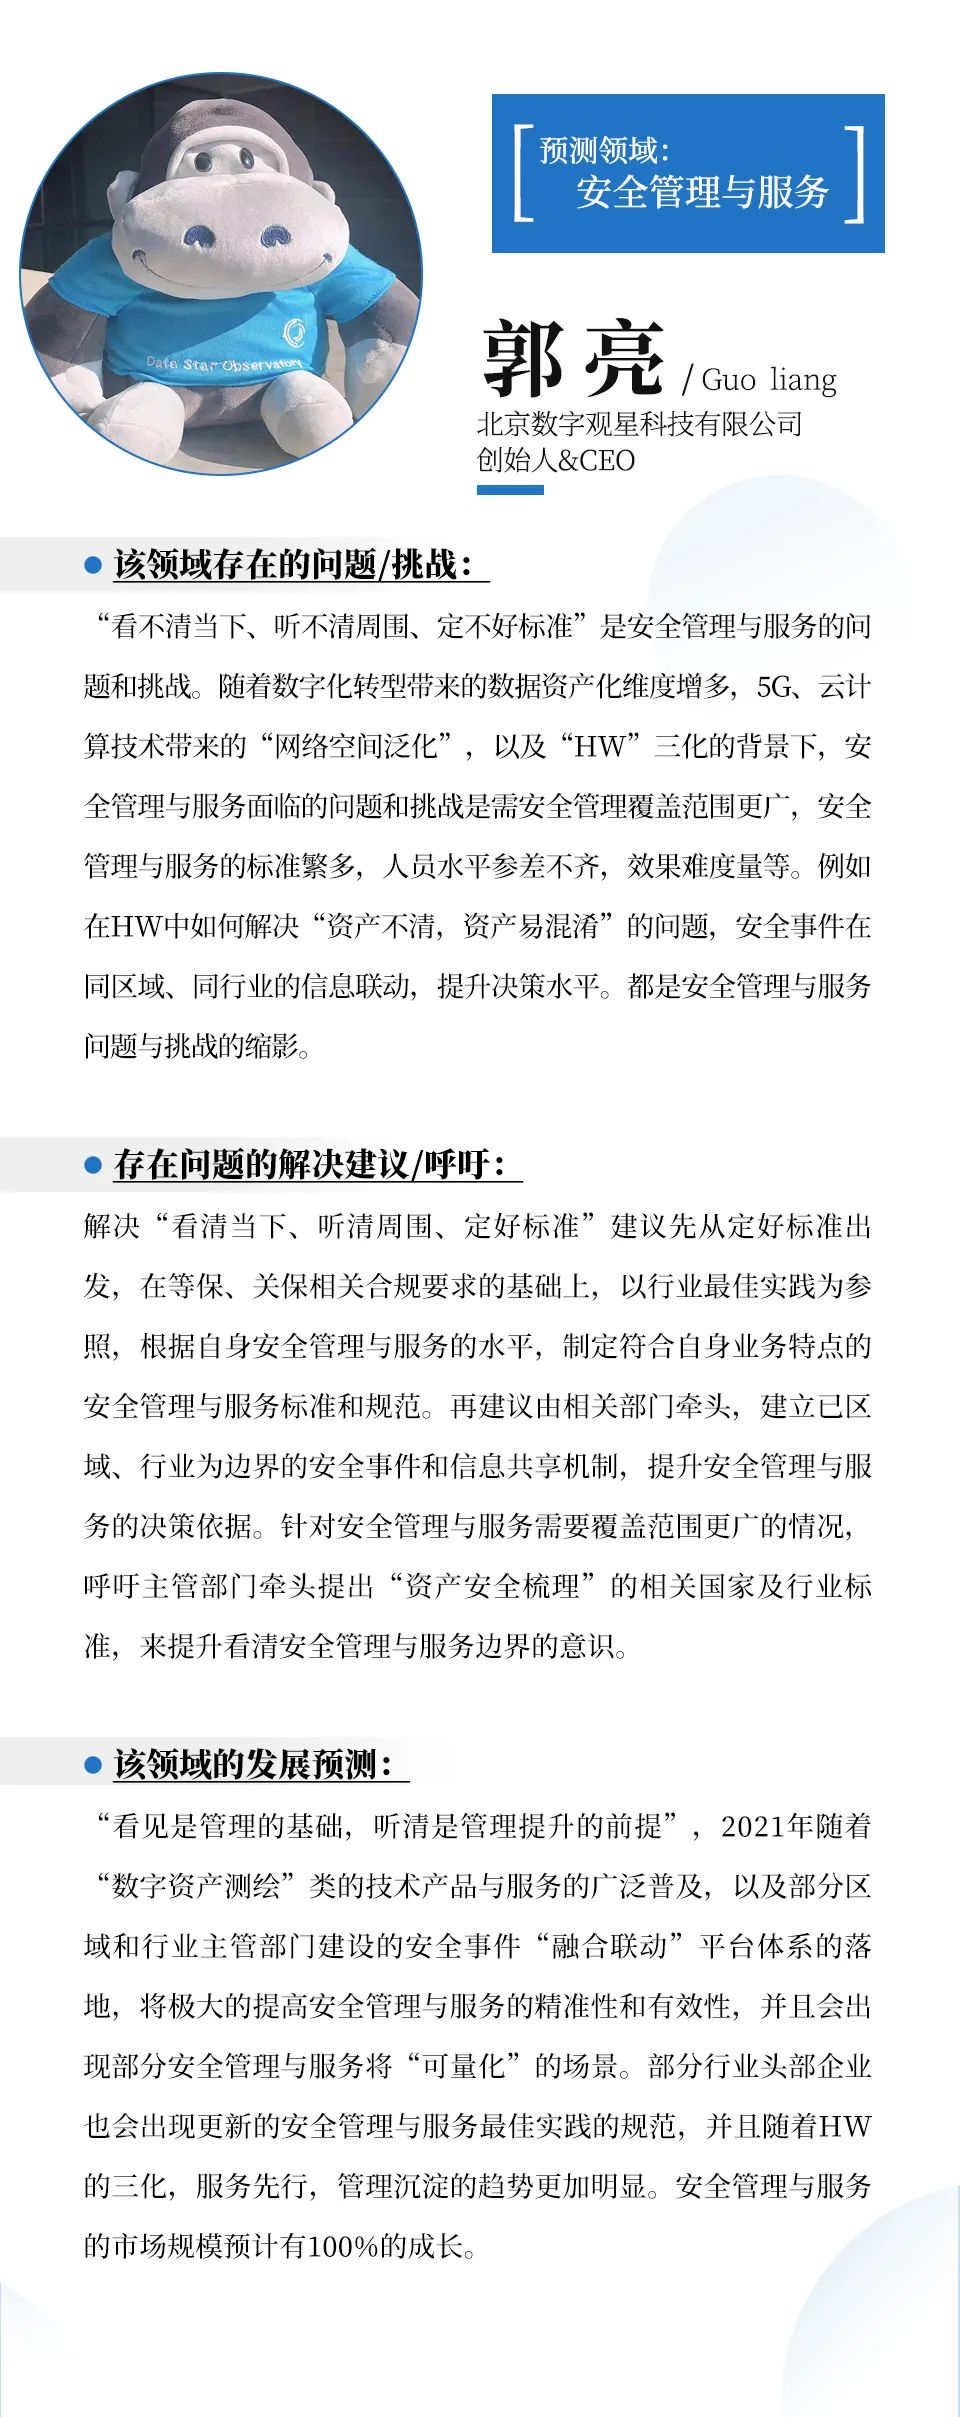 预测领域：
安全管理与服务
Data Star Observatory
郭亮 / Guo liang
北京数字观星科技有限公司
创始人&CEO
该领域存在的问题/挑战：
“看不清当下、听不清周围、定不好标准”是安全管理与服务的问
题和挑战。随着数字化转型带来的数据资产化维度增多，5G、云计
算技术带来的“网络空间泛化”，以及“HW”三化的背景下，安
全管理与服务面临的问题和挑战是需安全管理覆盖范围更广，安全
管理与服务的标准繁多，人员水平参差不齐，效果难度量等。例如
在HW中如何解决“资产不清，资产易混淆”的问题，安全事件在
同区域、同行业的信息联动，提升决策水平。都是安全管理与服务
问题与挑战的缩影。
存在问题的解决建议/呼吁：
解决“看清当下、听清周围、定好标准”建议先从定好标准出
发，在等保、关保相关合规要求的基础上，以行业最佳实践为参
照，根据自身安全管理与服务的水平，制定符合自身业务特点的
安全管理与服务标准和规范。再建议由相关部门牵头，建立已区
域、行业为边界的安全事件和信息共享机制，提升安全管理与服
务的决策依据。针对安全管理与服务需要覆盖范围更广的情况，
呼吁主管部门牵头提出“资产安全梳理”的相关国家及行业标
准，来提升看清安全管理与服务边界的意识。
该领域的发展预测：
“看见是管理的基础，听清是管理提升的前提”，2021年随着
“数字资产测绘”类的技术产品与服务的广泛普及，以及部分区
域和行业主管部门建设的安全事件“融合联动”平台体系的落
地，将极大的提高安全管理与服务的精准性和有效性，并且会出
现部分安全管理与服务将“可量化”的场景。部分行业头部企业
也会出现更新的安全管理与服务最佳实践的规范，并且随着HW
的三化，服务先行，管理沉淀的趋势更加明显。安全管理与服务
的市场规模预计有100%的成长。